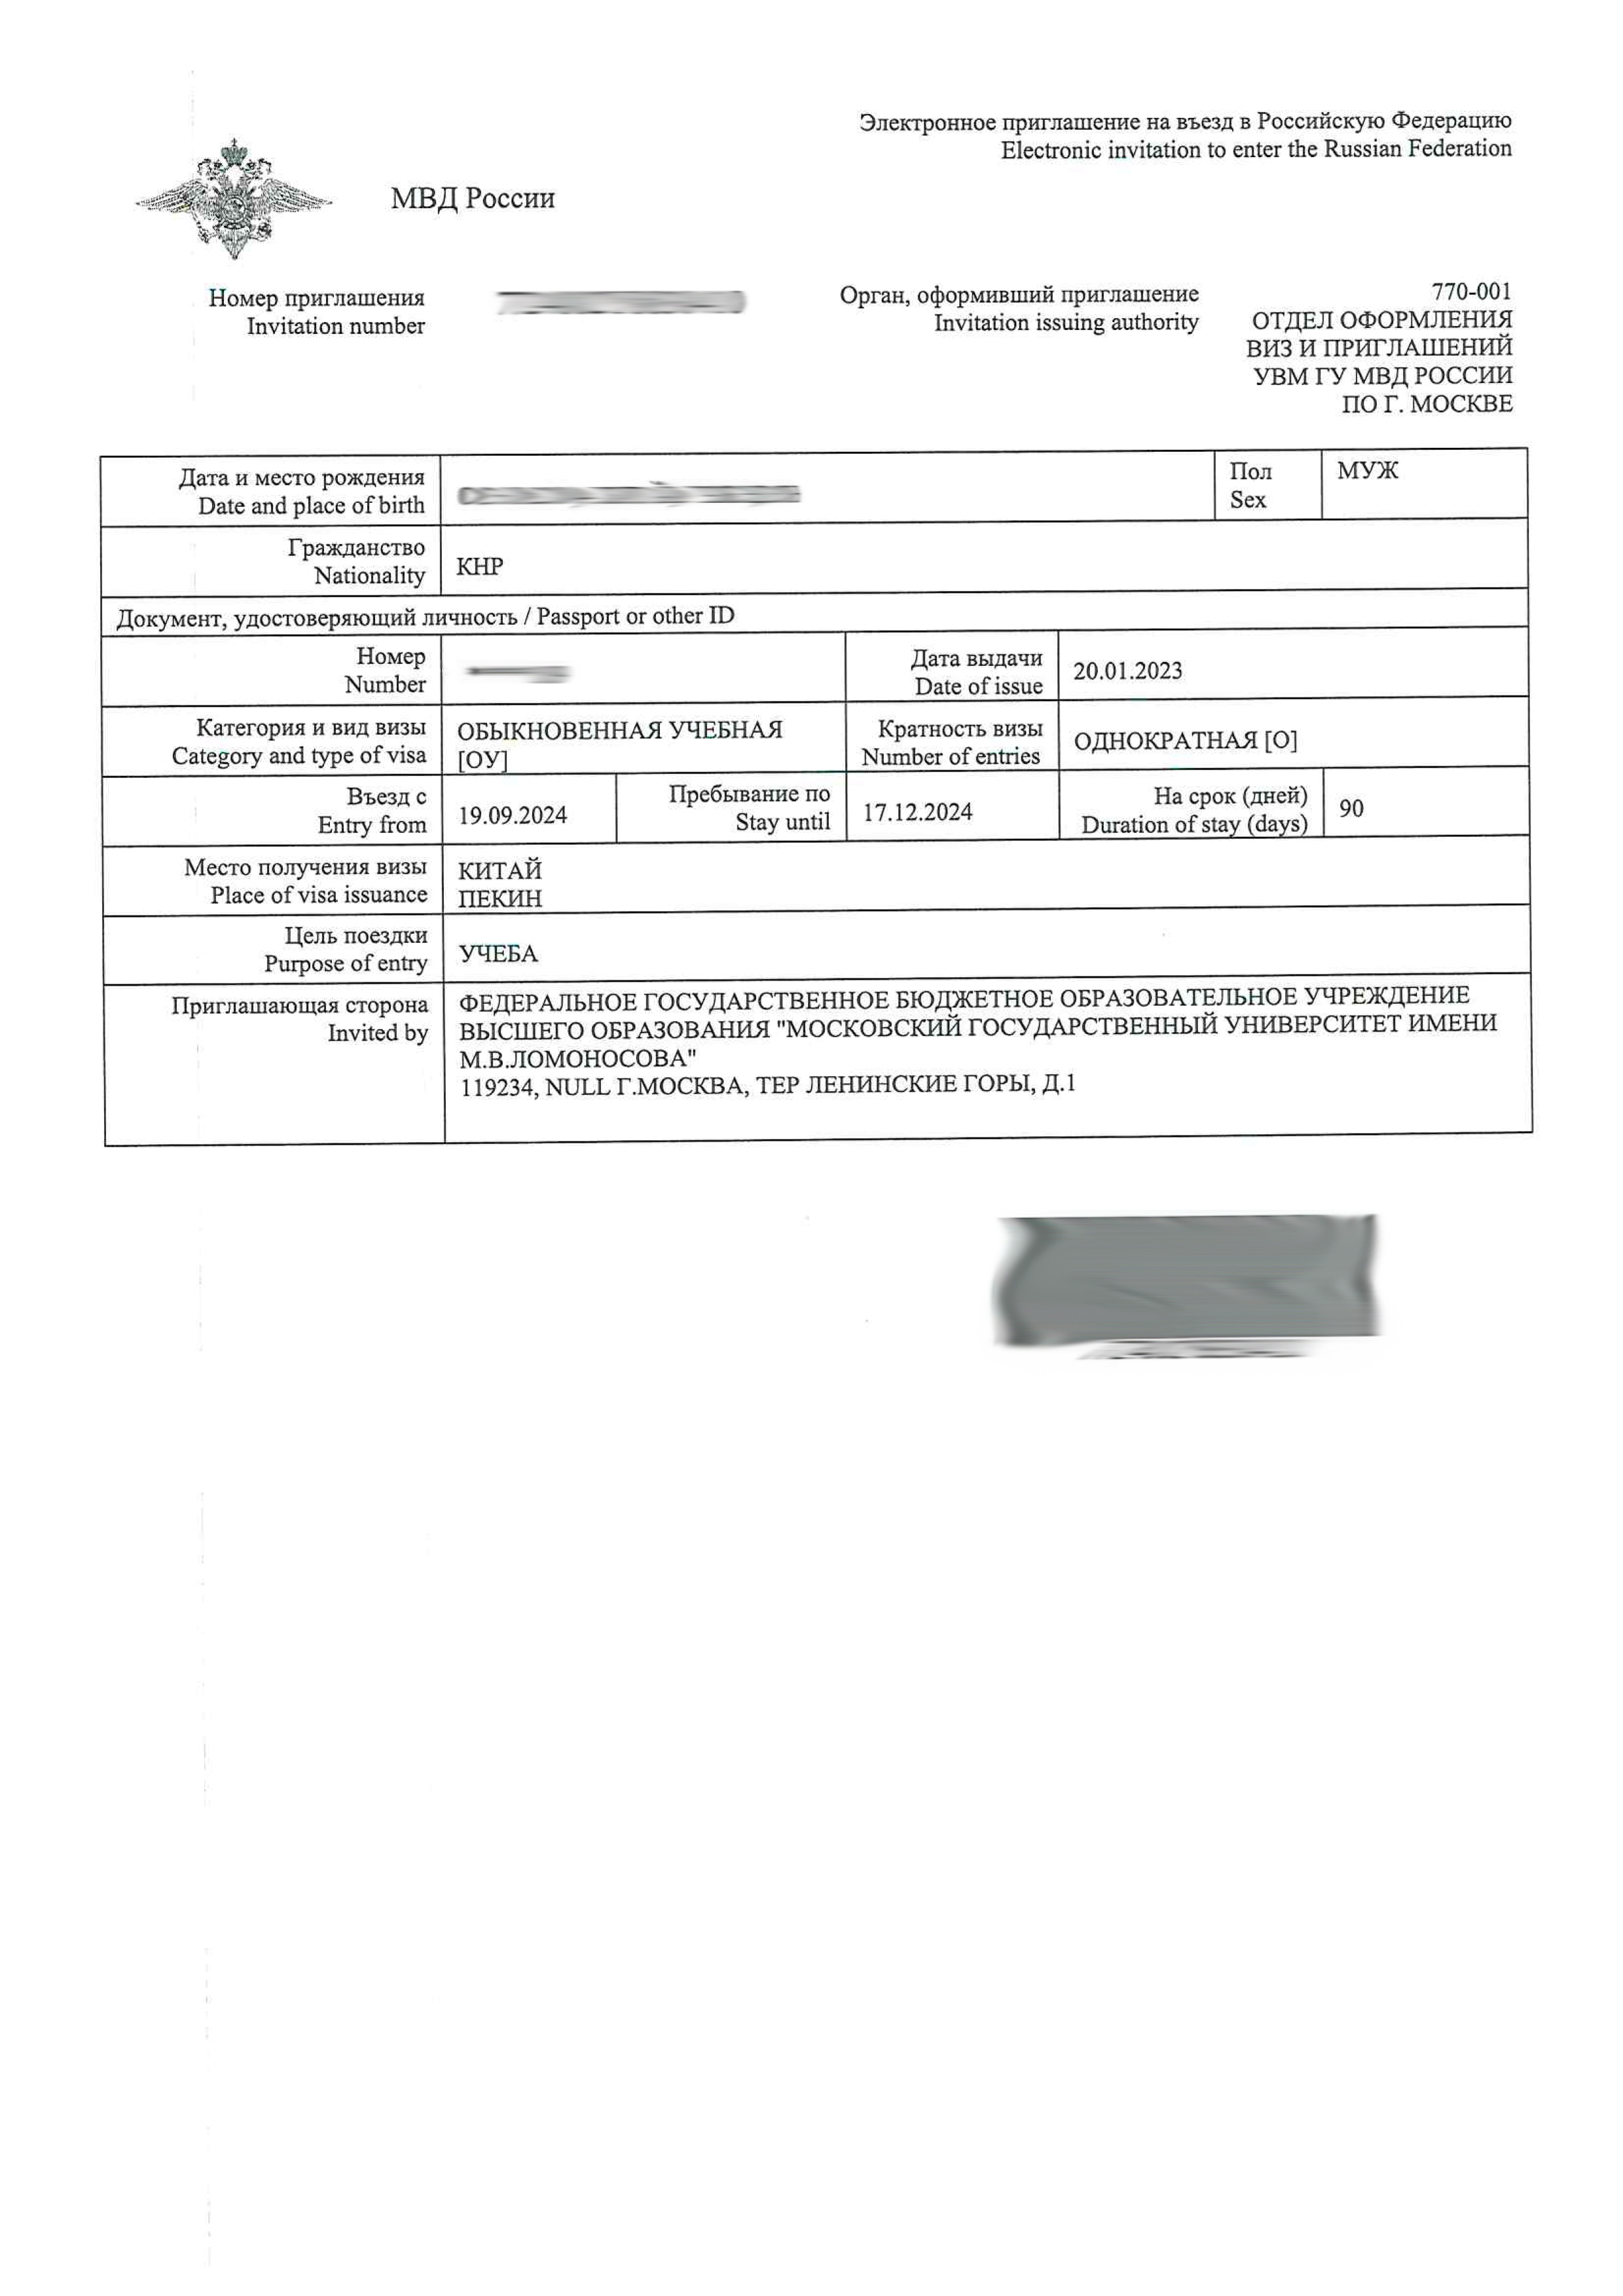 Электронное приглашение на въезд в Российскую Федерацию
Electronic invitation to enter the Russian Federation
МВД России
Номер приглашения
Invitation number
Орган, оформивший приглашение
Invitation issuing authority
770-001
ОТДЕЛ ОФОРМЛЕНИЯ
ВИЗ И ПРИГЛАШЕНИЙ
УВМ ГУ МВД РОССИИ
ПО Г. МОСКВЕ
Дата и место рождения
Date and place of birth
Пол
Sex
МУЖ
Гражданство
Nationality
КНР
Документ, удостоверяющий личность / Passport or other ID
Номер
Number
Дата выдачи
Date of issue
20.01.2023
Категория и вид визы
Category and type of visa
ОБЫКНОВЕННАЯ УЧЕБНАЯ
[ОУ]
Кратность визы
Number of entries
ОДНОКРАТНАЯ [О]
Въезд с
Entry from
19.09.2024
Пребывание по
Stay until
17.12.2024
На срок (дней)
Duration of stay (days)
90
Место получения визы
Place of visa issuance
КИТАЙ
ПЕКИН
Цель поездки
Purpose of entry
УЧЕБА
Приглашающая сторона
Invited by
ФЕДЕРАЛЬНОЕ ГОСУДАРСТВЕННОЕ БЮДЖЕТНОЕ ОБРАЗОВАТЕЛЬНОЕ УЧРЕЖДЕНИЕ
ВЫСШЕГО ОБРАЗОВАНИЯ "МОСКОВСКИЙ ГОСУДАРСТВЕННЫЙ УНИВЕРСИТЕТ ИМЕНИ
М.В.ЛОМОНОСОВА"
119234, NULL Г.МОСКВА, ТЕР ЛЕНИНСКИЕ ГОРЫ, Д.1